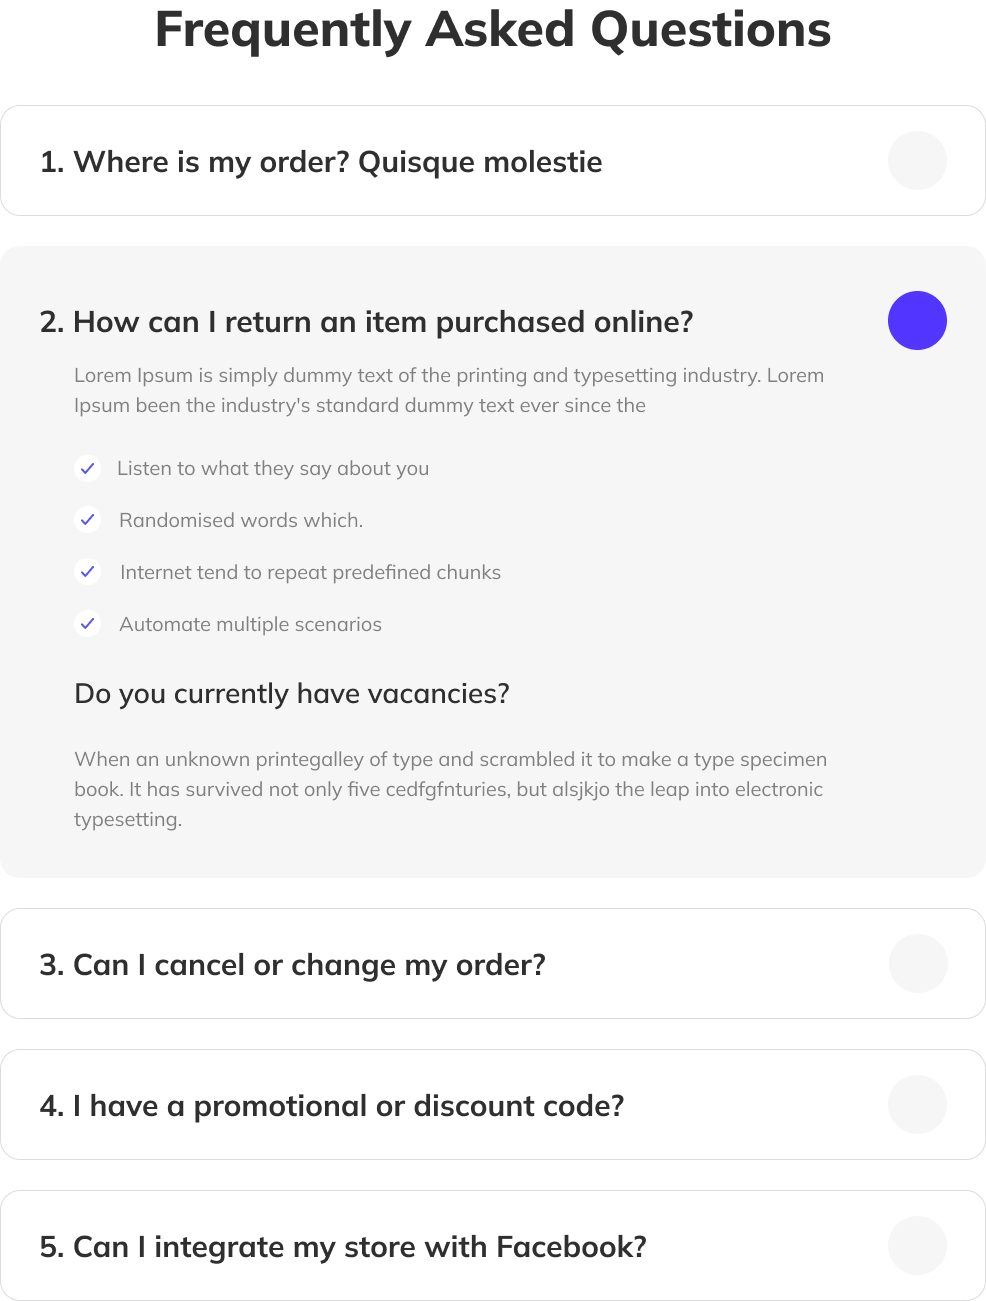 Frequently Asked Questions
1. Where is my order? Quisque molestie
2. How can I return an item purchased online?
Lorem Ipsum is simply dummy text of the printing and typesetting industry. Lorem
Ipsum been the industry's standard dummy text ever since the
Listen to what they say about you
Randomised words which.
Internet tend to repeat predefined chunks
Automate multiple scenarios
Do you currently have vacancies?
When an unknown printegalley of type and scrambled it to make a type specimen
book. It has survived not only five cedfgfnturies, but alsjkjo the leap into electronic
typesetting.
3. Can I cancel or change my order?
4. I have a promotional or discount code?
5. Can I integrate my store with Facebook?